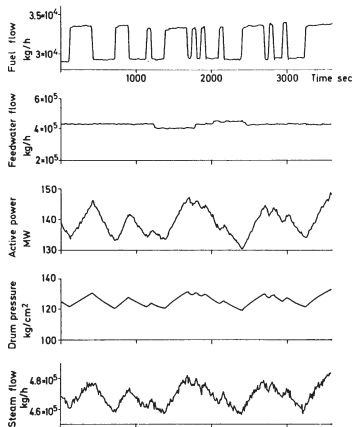 3.5•10⁴
3•10⁴
Fuel flow
kg/h
1000
2000
3000
Time sec
6•10⁵
4•10⁵
2•10⁵
Feedwater flow
kg/h
150
140
130
Active power
MW
140
120
100
Drum pressure
kg/cm2
4.8•10⁵
4.6•10⁵
Steam flow
kg/h